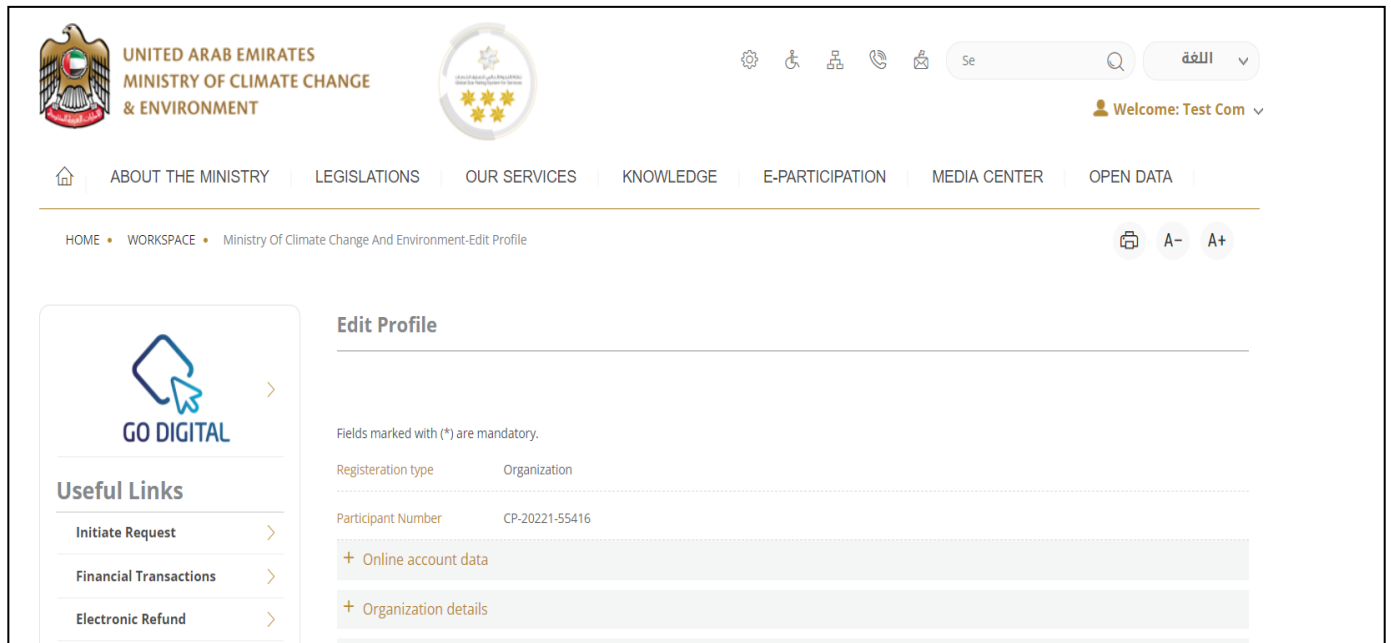 UNITED ARAB EMIRATES
MINISTRY OF CLIMATE CHANGE
& ENVIRONMENT
Se
اللغة
Welcome: Test Com
ABOUT THE MINISTRY
LEGISLATIONS
OUR SERVICES
KNOWLEDGE
E-PARTICIPATION
MEDIA CENTER
OPEN DATA
HOME • WORKSPACE • Ministry Of Climate Change And Environment-Edit Profile
A- A+
GO DIGITAL
Useful Links
Initiate Request
Financial Transactions
Electronic Refund
Edit Profile
Fields marked with (*) are mandatory.
Registeration type Organization
Participant Number CP-20221-55416
+ Online account data
+ Organization details